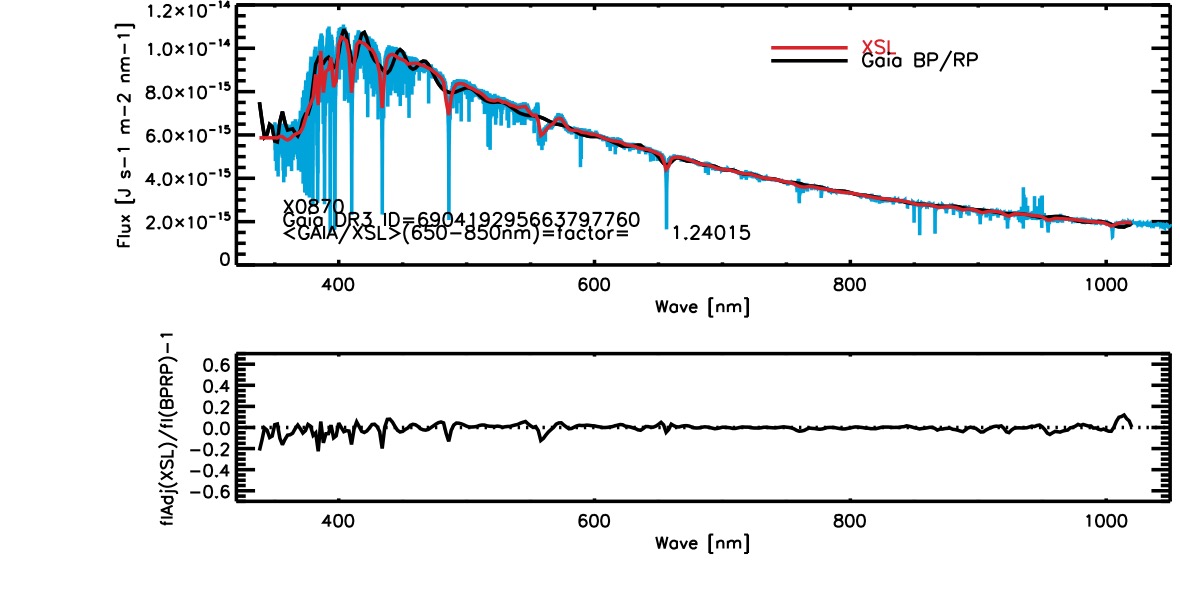 1.2×10⁻¹⁴
1.0×10⁻¹⁴
8.0×10⁻¹⁵
6.0×10⁻¹⁵
4.0×10⁻¹⁵
2.0×10⁻¹⁵
0
Flux [J s−1 m−2 nm−1]
XSL
Gaia BP/RP
X0870
Gaia DR3 ID=6904192956663797760
<GAIA/XSL>(650−850nm)=factor= 1.24015
400 600 800 1000
Wave [nm]
0.6
0.4
0.2
0.0
−0.2
−0.4
−0.6
flAdj(XSL)/fl(BPRP)−1
400 600 800 1000
Wave [nm]